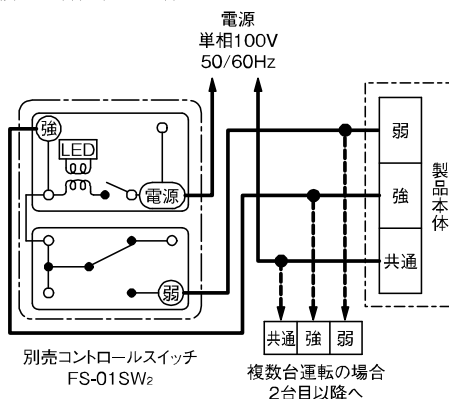 電源
単相100V
50/60Hz
強
LED
電源
弱
弱
強
共通
製品本体
共通 強 弱
別売コントロールスイッチ
FS-01SW₂
複数台運転の場合
2台目以降へ